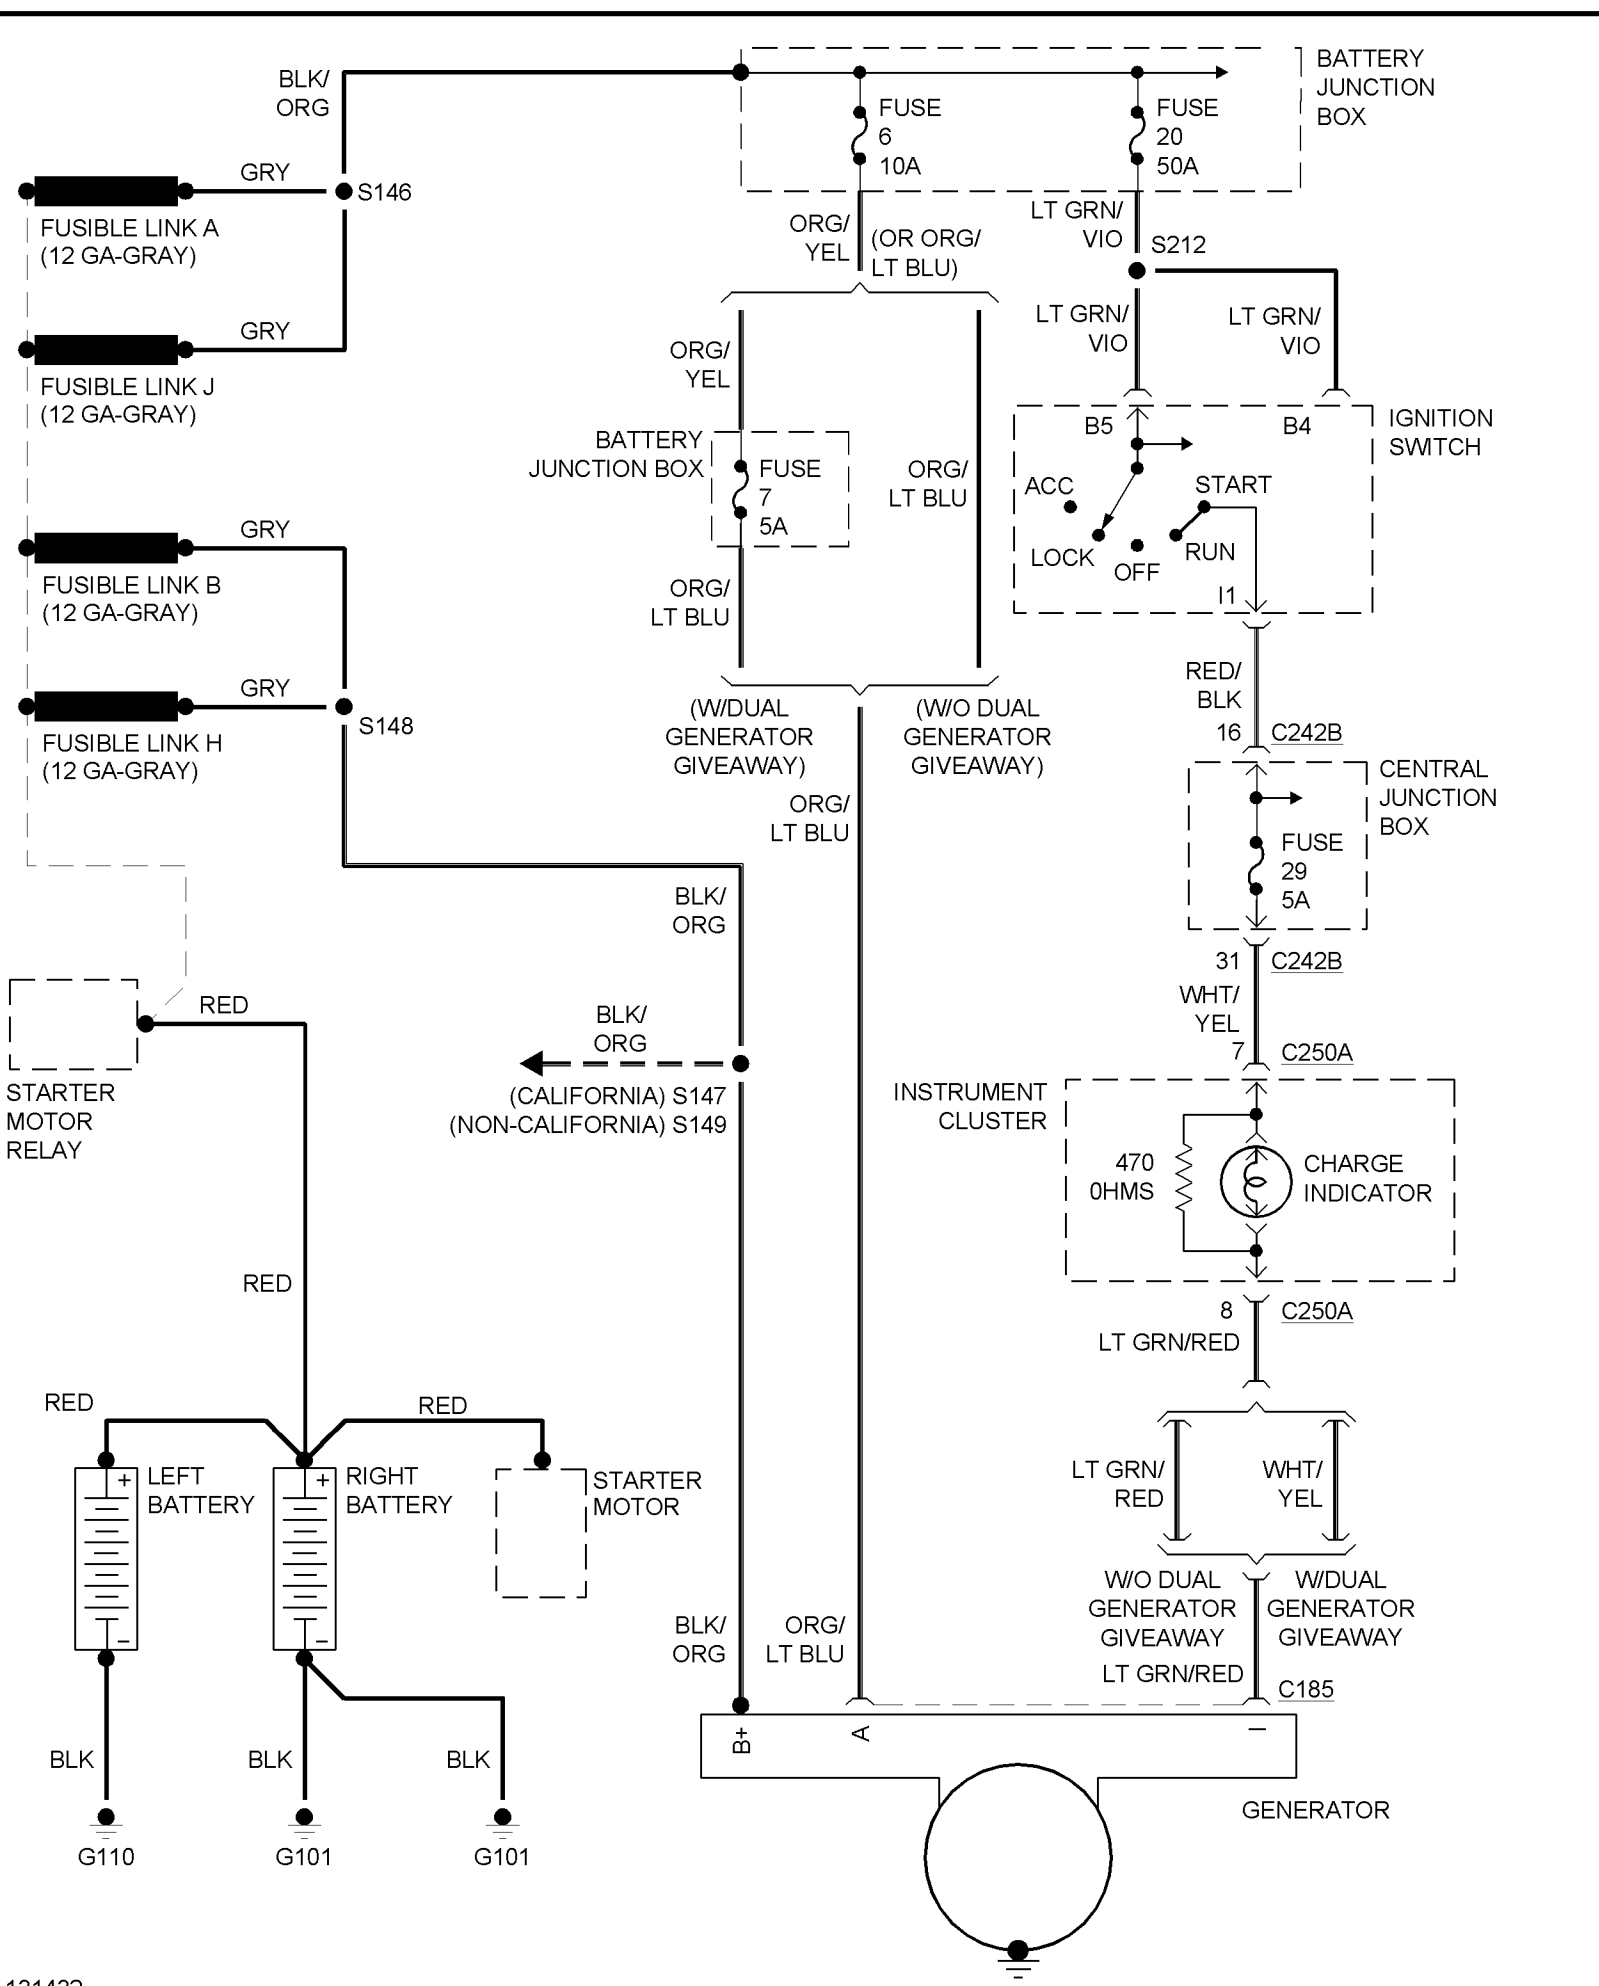 BATTERY
JUNCTION
BOX
BLK/
ORG
FUSE
6
10A
FUSE
20
50A
GRY
S146
FUSIBLE LINK A
(12 GA-GRAY)
ORG/
YEL
(OR ORG/
LT BLU)
LT GRN/
VIO
S212
GRY
FUSIBLE LINK J
(12 GA-GRAY)
ORG/
YEL
LT GRN/
VIO
LT GRN/
VIO
BATTERY
JUNCTION BOX
FUSE
7
5A
ORG/
LT BLU
B5
B4
IGNITION
SWITCH
ACC
START
LOCK
OFF
RUN
I1
GRY
FUSIBLE LINK B
(12 GA-GRAY)
ORG/
LT BLU
GRY
S148
FUSIBLE LINK H
(12 GA-GRAY)
(W/DUAL
GENERATOR
GIVEAWAY)
(W/O DUAL
GENERATOR
GIVEAWAY)
RED/
BLK
16
C242B
CENTRAL
JUNCTION
BOX
ORG/
LT BLU
FUSE
29
5A
BLK/
ORG
31
C242B
WHT/
YEL
7
C250A
RED
STARTER
MOTOR
RELAY
BLK/
ORG
(CALIFORNIA) S147
(NON-CALIFORNIA) S149
INSTRUMENT
CLUSTER
470
0HMS
CHARGE
INDICATOR
RED
8
C250A
LT GRN/RED
RED
RED
LEFT
BATTERY
+
−
RIGHT
BATTERY
+
−
STARTER
MOTOR
LT GRN/
RED
WHT/
YEL
W/O DUAL
GENERATOR
GIVEAWAY
W/DUAL
GENERATOR
GIVEAWAY
BLK/
ORG
ORG/
LT BLU
LT GRN/RED
C185
B+
A
I
BLK
BLK
BLK
GENERATOR
G110
G101
G101